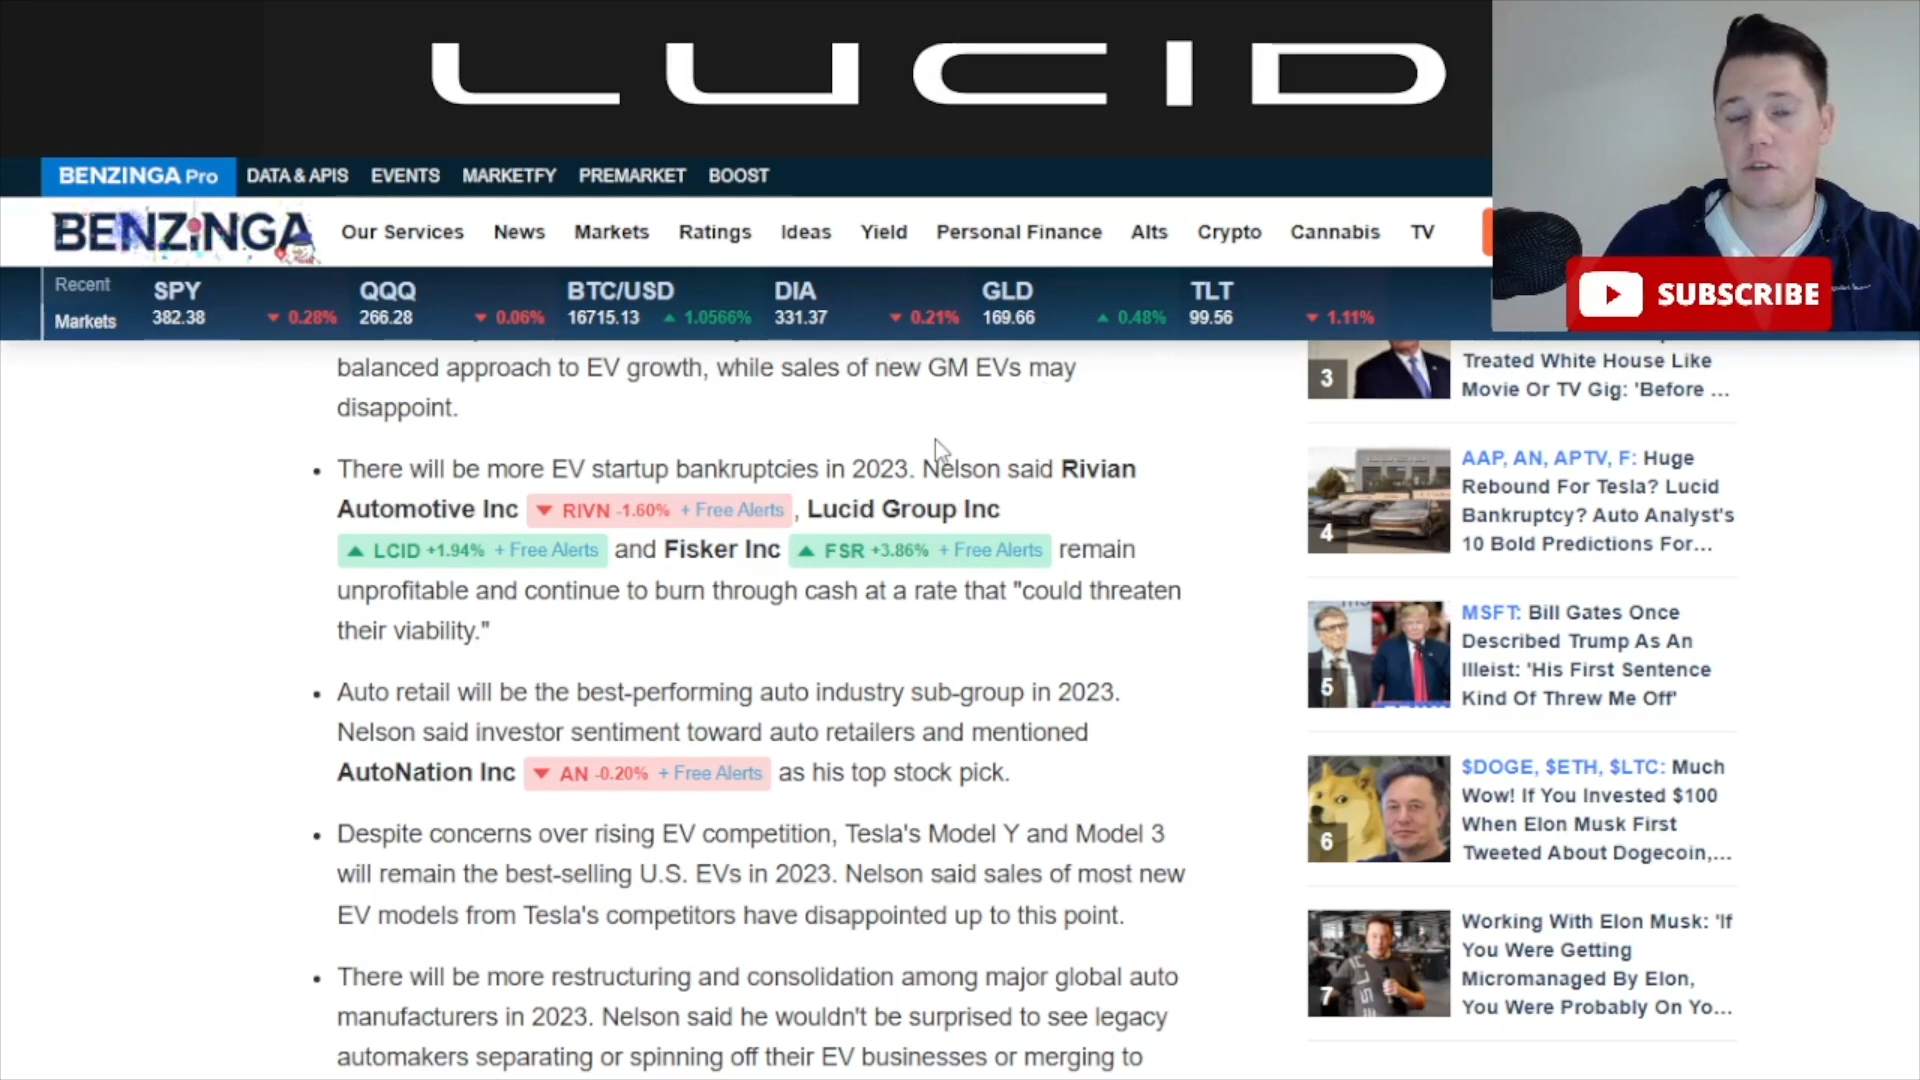 LUCID
BENZINGA Pro DATA & APIS EVENTS MARKETFY PREMARKET BOOST
BENZINGA Our Services News Markets Ratings Ideas Yield Personal Finance Alts Crypto Cannabis TV
SUBSCRIBE
Recent
Markets
SPY
382.38 ▼ 0.28%
QQQ
266.28 ▼ 0.06%
BTC/USD
16715.13 ▲ 1.0566%
DIA
331.37 ▼ 0.21%
GLD
169.66 ▲ 0.48%
TLT
99.56 ▼ 1.11%
balanced approach to EV growth, while sales of new GM EVs may
disappoint.
• There will be more EV startup bankruptcies in 2023. Nelson said Rivian
Automotive Inc ▼ RIVN -1.60% + Free Alerts , Lucid Group Inc
▲ LCID +1.94% + Free Alerts and Fisker Inc ▲ FSR +3.86% + Free Alerts remain
unprofitable and continue to burn through cash at a rate that "could threaten
their viability."
• Auto retail will be the best-performing auto industry sub-group in 2023.
Nelson said investor sentiment toward auto retailers and mentioned
AutoNation Inc ▼ AN -0.20% + Free Alerts as his top stock pick.
• Despite concerns over rising EV competition, Tesla's Model Y and Model 3
will remain the best-selling U.S. EVs in 2023. Nelson said sales of most new
EV models from Tesla's competitors have disappointed up to this point.
• There will be more restructuring and consolidation among major global auto
manufacturers in 2023. Nelson said he wouldn't be surprised to see legacy
automakers separating or spinning off their EV businesses or merging to
3
Treated White House Like
Movie Or TV Gig: 'Before ...
4
AAP, AN, APTV, F: Huge
Rebound For Tesla? Lucid
Bankruptcy? Auto Analyst's
10 Bold Predictions For...
5
MSFT: Bill Gates Once
Described Trump As An
Illeist: 'His First Sentence
Kind Of Threw Me Off'
6
$DOGE, $ETH, $LTC: Much
Wow! If You Invested $100
When Elon Musk First
Tweeted About Dogecoin,...
7
Working With Elon Musk: 'If
You Were Getting
Micromanaged By Elon,
You Were Probably On Yo...